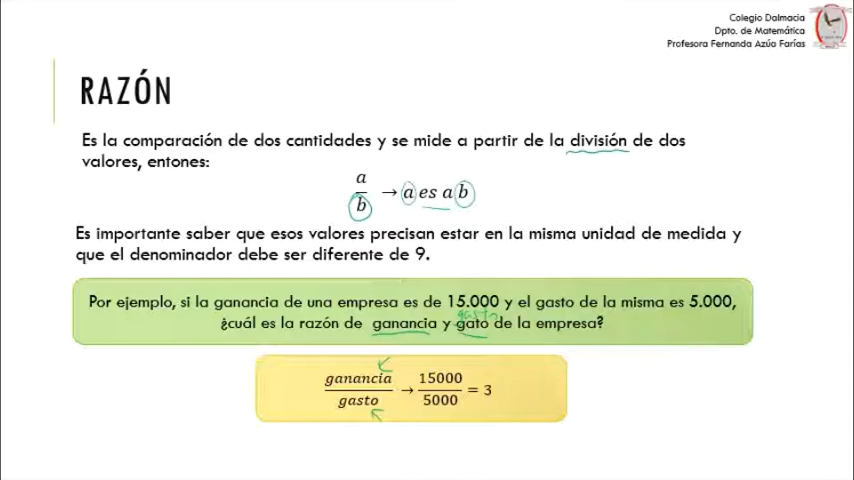 Colegio Dalmacia
Dpto. de Matemática
Profesora Fernanda Azúa Farías
RAZÓN
Es la comparación de dos cantidades y se mide a partir de la división de dos
valores, entones:
a
b → a es a b
Es importante saber que esos valores precisan estar en la misma unidad de medida y
que el denominador debe ser diferente de 9.
Por ejemplo, si la ganancia de una empresa es de 15.000 y el gasto de la misma es 5.000,
gasto
¿cuál es la razón de ganancia y gato de la empresa?
ganancia → 15000 = 3
gasto 5000